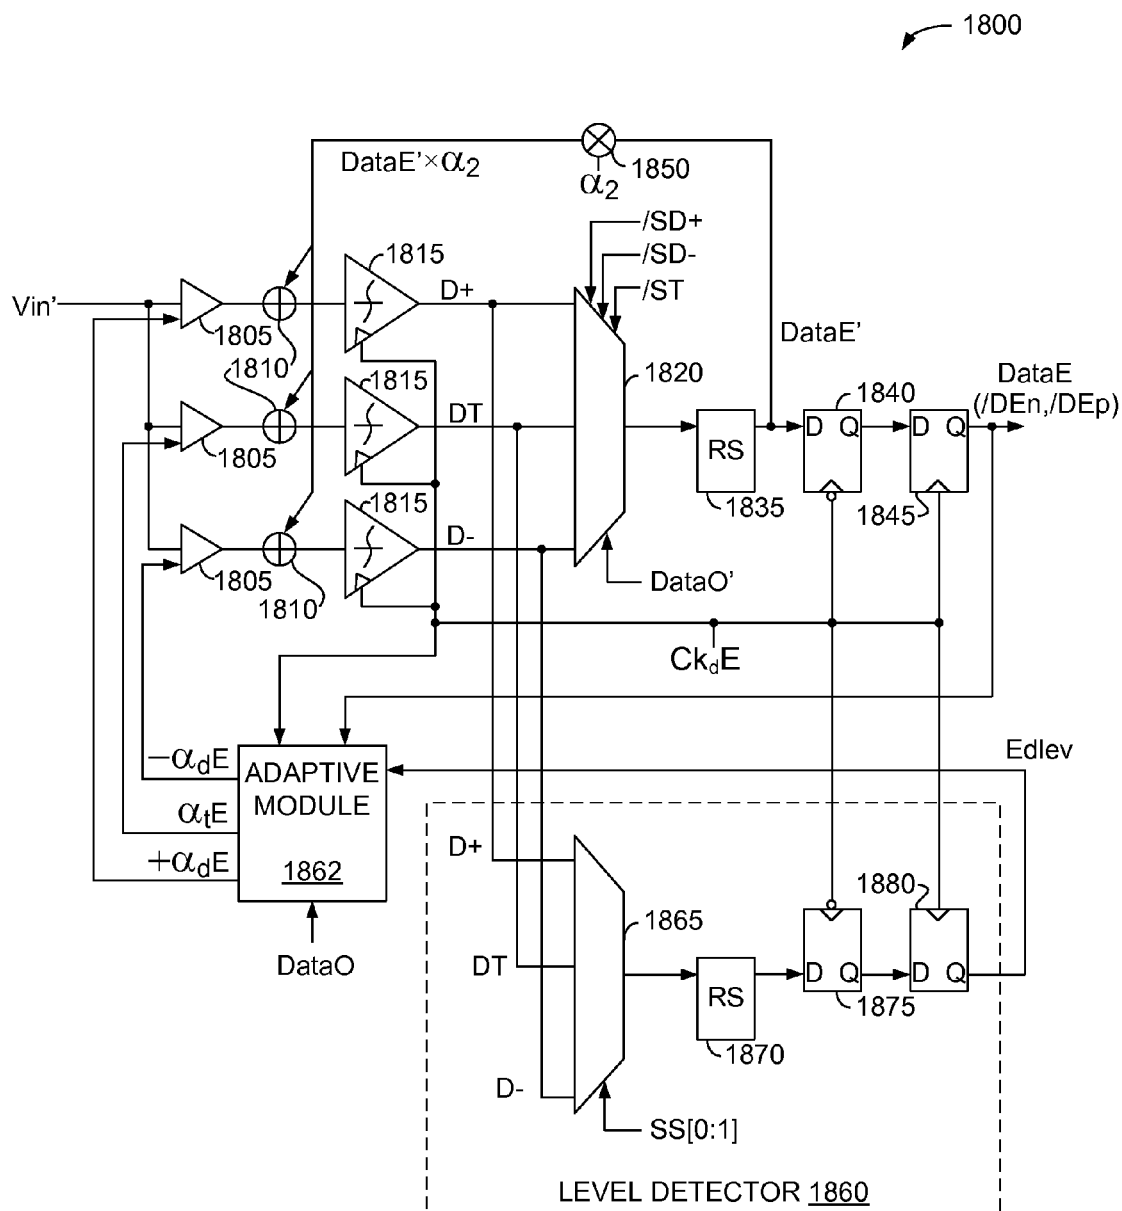 1800
DataE'×α2
1850
α2
/SD+
/SD-
/ST
1815
D+
Vin'
1805
1810
DataE'
1820
DataE
(/DEn,/DEp)
1815
DT
1805
RS
1835
D Q
1840
D Q
1845
1815
D-
1805
1810
DataO'
CkdE
Edlev
−αdE
αtE
+αdE
ADAPTIVE
MODULE
1862
DataO
D+
1865
DT
RS
1870
D Q
1875
1880
D Q
D-
SS[0:1]
LEVEL DETECTOR 1860